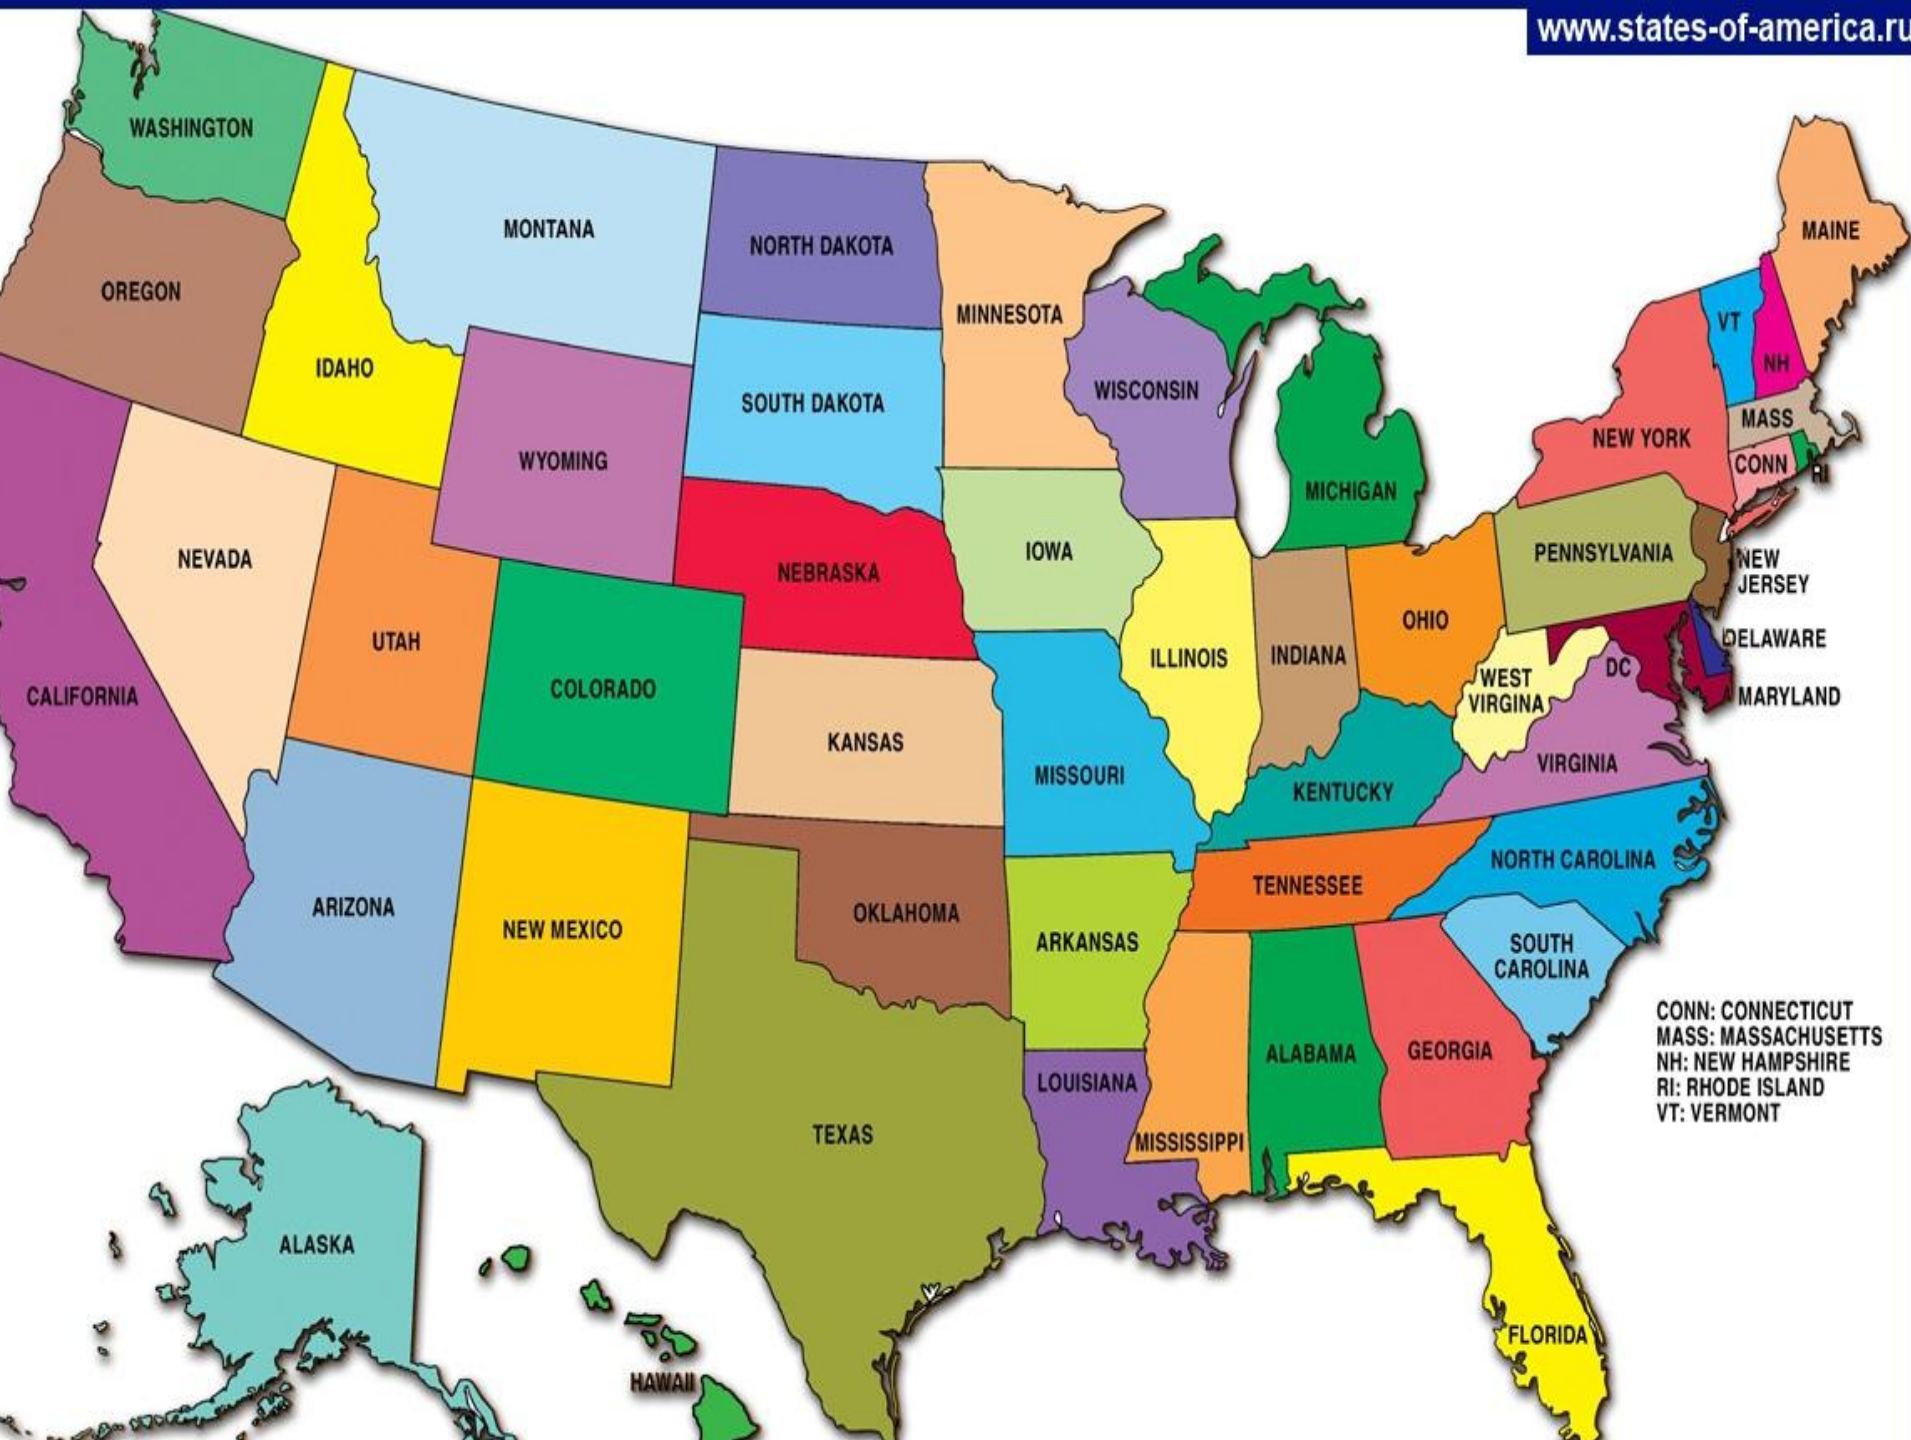 www.states-of-america.ru
WASHINGTON
OREGON
IDAHO
MONTANA
NORTH DAKOTA
MINNESOTA
MAINE
VT
NH
SOUTH DAKOTA
WYOMING
WISCONSIN
MICHIGAN
NEW YORK
MASS
CONN
RI
NEVADA
UTAH
COLORADO
NEBRASKA
IOWA
ILLINOIS
INDIANA
OHIO
PENNSYLVANIA
NEW
JERSEY
DELAWARE
MARYLAND
DC
WEST
VIRGINA
VIRGINIA
CALIFORNIA
KANSAS
MISSOURI
KENTUCKY
ARIZONA
NEW MEXICO
OKLAHOMA
ARKANSAS
TENNESSEE
NORTH CAROLINA
SOUTH
CAROLINA
TEXAS
LOUISIANA
MISSISSIPPI
ALABAMA
GEORGIA
CONN: CONNECTICUT
MASS: MASSACHUSETTS
NH: NEW HAMPSHIRE
RI: RHODE ISLAND
VT: VERMONT
ALASKA
HAWAII
FLORIDA